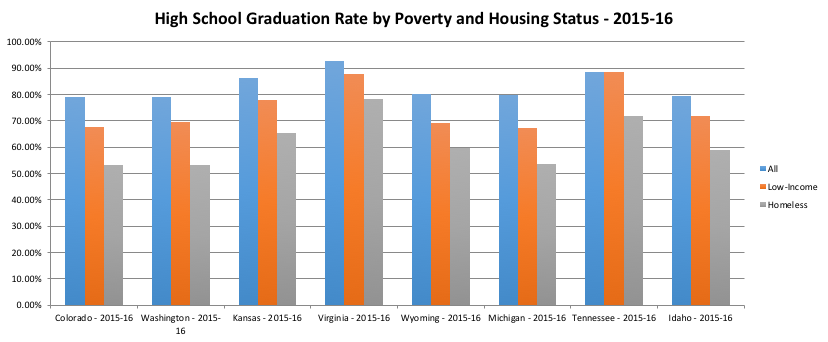 High School Graduation Rate by Poverty and Housing Status - 2015-16
100.00%
90.00%
80.00%
70.00%
60.00%
50.00%
40.00%
30.00%
20.00%
10.00%
0.00%
All
Low-Income
Homeless
Colorado - 2015-16
Washington - 2015-
16
Kansas - 2015-16
Virginia - 2015-16
Wyoming - 2015-16
Michigan - 2015-16
Tennessee - 2015-16
Idaho - 2015-16